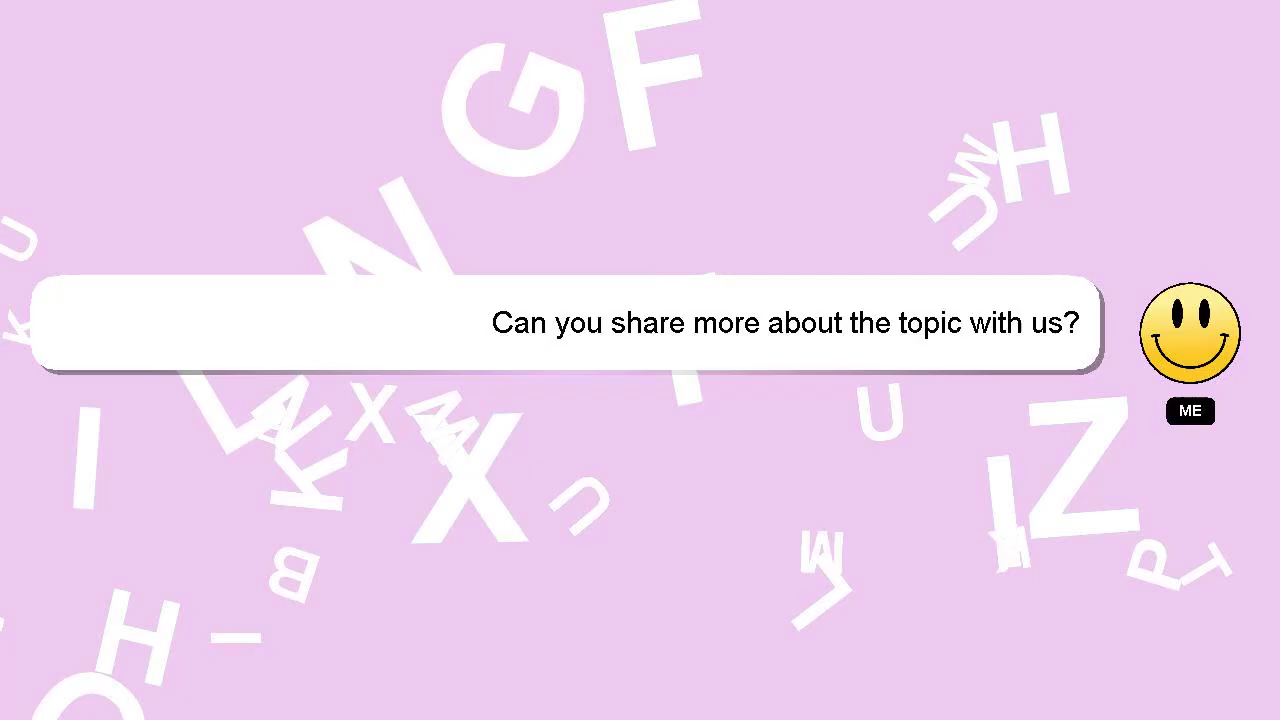 G
F
W
H
U
N
U
K
Can you share more about the topic with us?
ME
X
U
Z
I
K
X
I
U
B
P
T
H
I